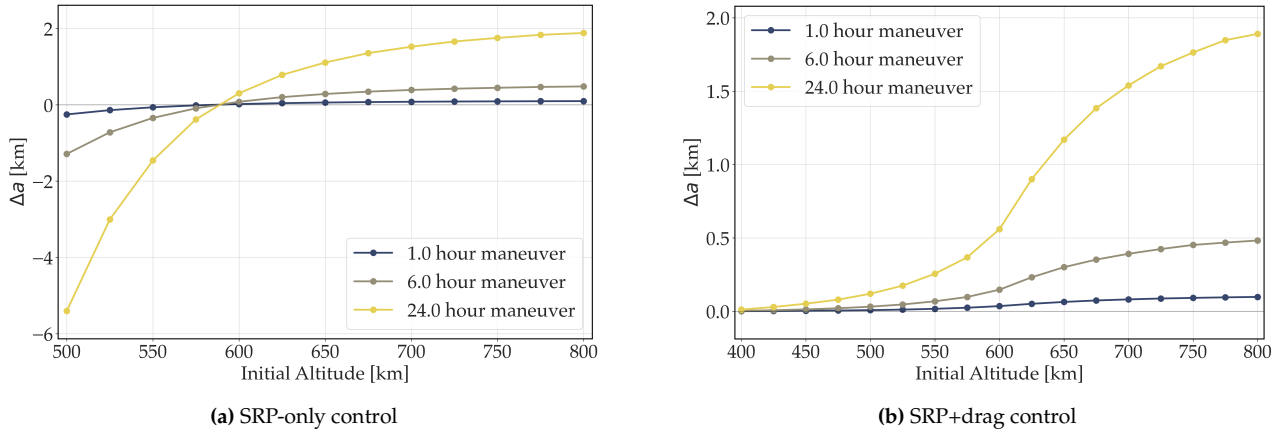 2
0
−2
−4
−6
Δa [km]
1.0 hour maneuver
6.0 hour maneuver
24.0 hour maneuver
500 550 600 650 700 750 800
Initial Altitude [km]
(a) SRP-only control
2.0
1.5
1.0
0.5
0.0
Δa [km]
1.0 hour maneuver
6.0 hour maneuver
24.0 hour maneuver
400 450 500 550 600 650 700 750 800
Initial Altitude [km]
(b) SRP+drag control